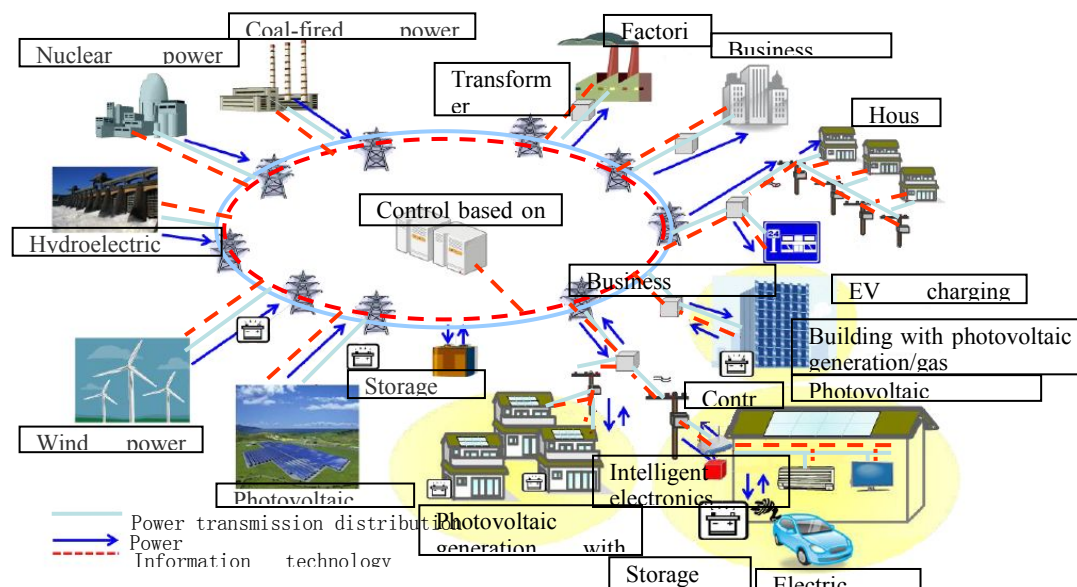 Coal-fired power
Nuclear power
Factori
Business
Transform
er
Hous
Control based on
Hydroelectric
24
Business
EV charging
Building with photovoltaic
generation/gas
Photovoltaic
Storage
Contr
Wind power
Intelligent
electronics
Photovoltaic
Photovoltaic
generation with
Storage
Electric
Power transmission distribution
Power
Information technology